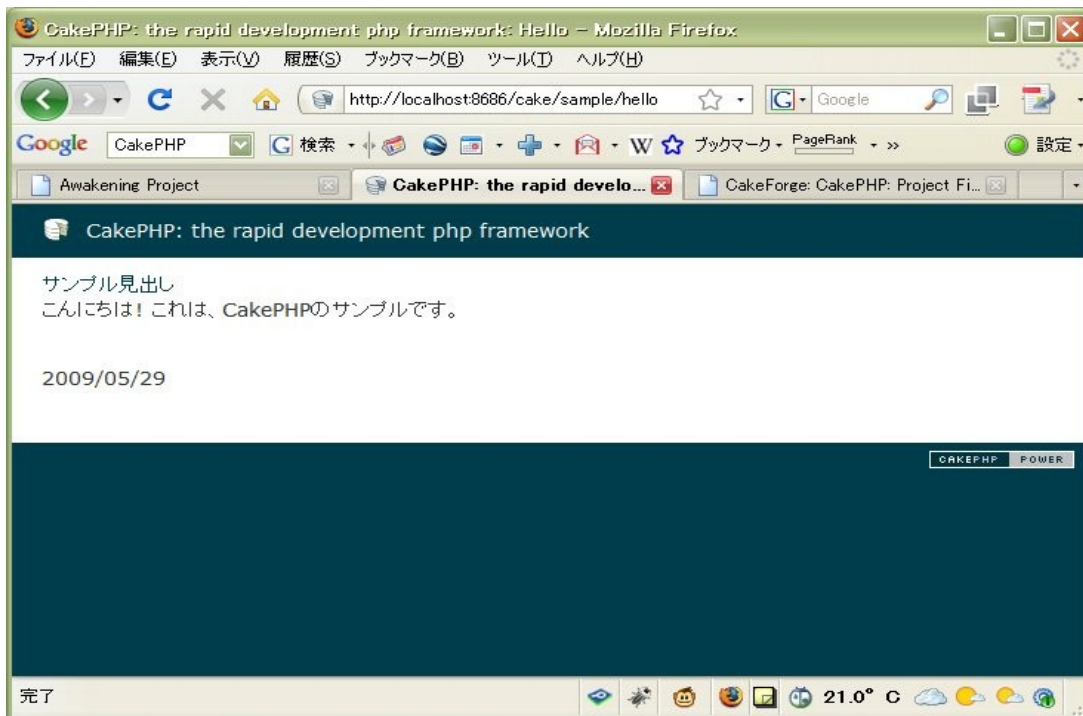 CakePHP: the rapid development php framework: Hello - Mozilla Firefox
ファイル(F) 編集(E) 表示(V) 履歴(S) ブックマーク(B) ツール(T) ヘルプ(H)
http://localhost:8686/cake/sample/hello G Google
Google CakePHP G 検索 W ブックマーク PageRank » 設定
Awakening Project CakePHP: the rapid develo... CakeForge: CakePHP: Project Fi...
CakePHP: the rapid development php framework
サンプル見出し
こんにちは! これは、CakePHPのサンプルです。
2009/05/29
CAKEPHP POWER
完了 21.0° C